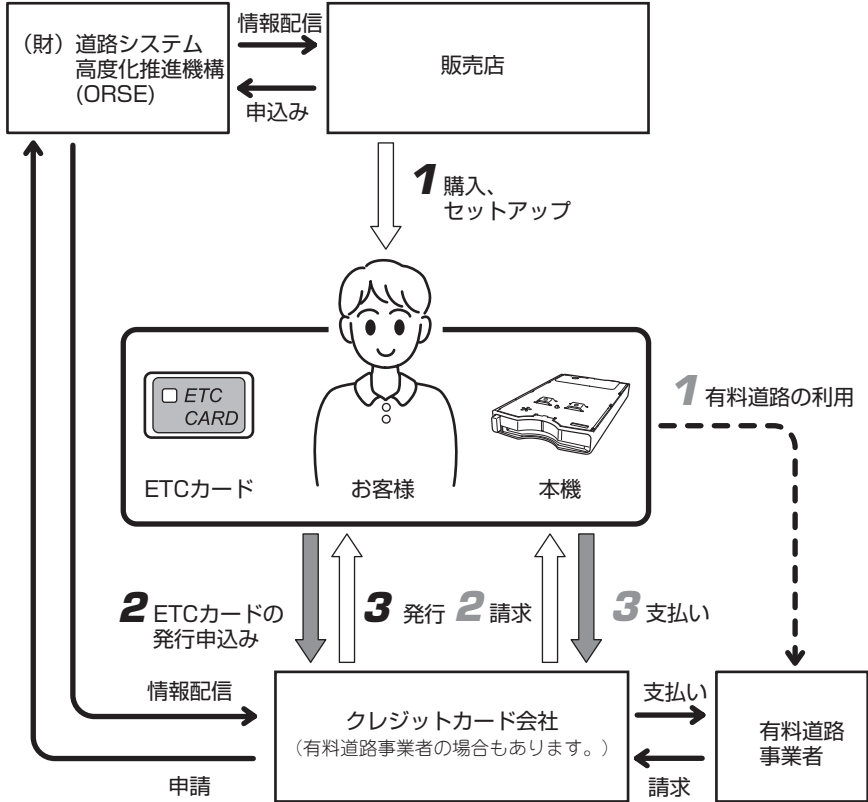 （財）道路システム
高度化推進機構
(ORSE)
情報配信
申込み
販売店
1 購入、
セットアップ
ETC
CARD
ETCカード
お客様
本機
1 有料道路の利用
2 ETCカードの
発行申込み
3 発行
2 請求
3 支払い
情報配信
申請
クレジットカード会社
（有料道路事業者の場合もあります。）
支払い
請求
有料道路
事業者